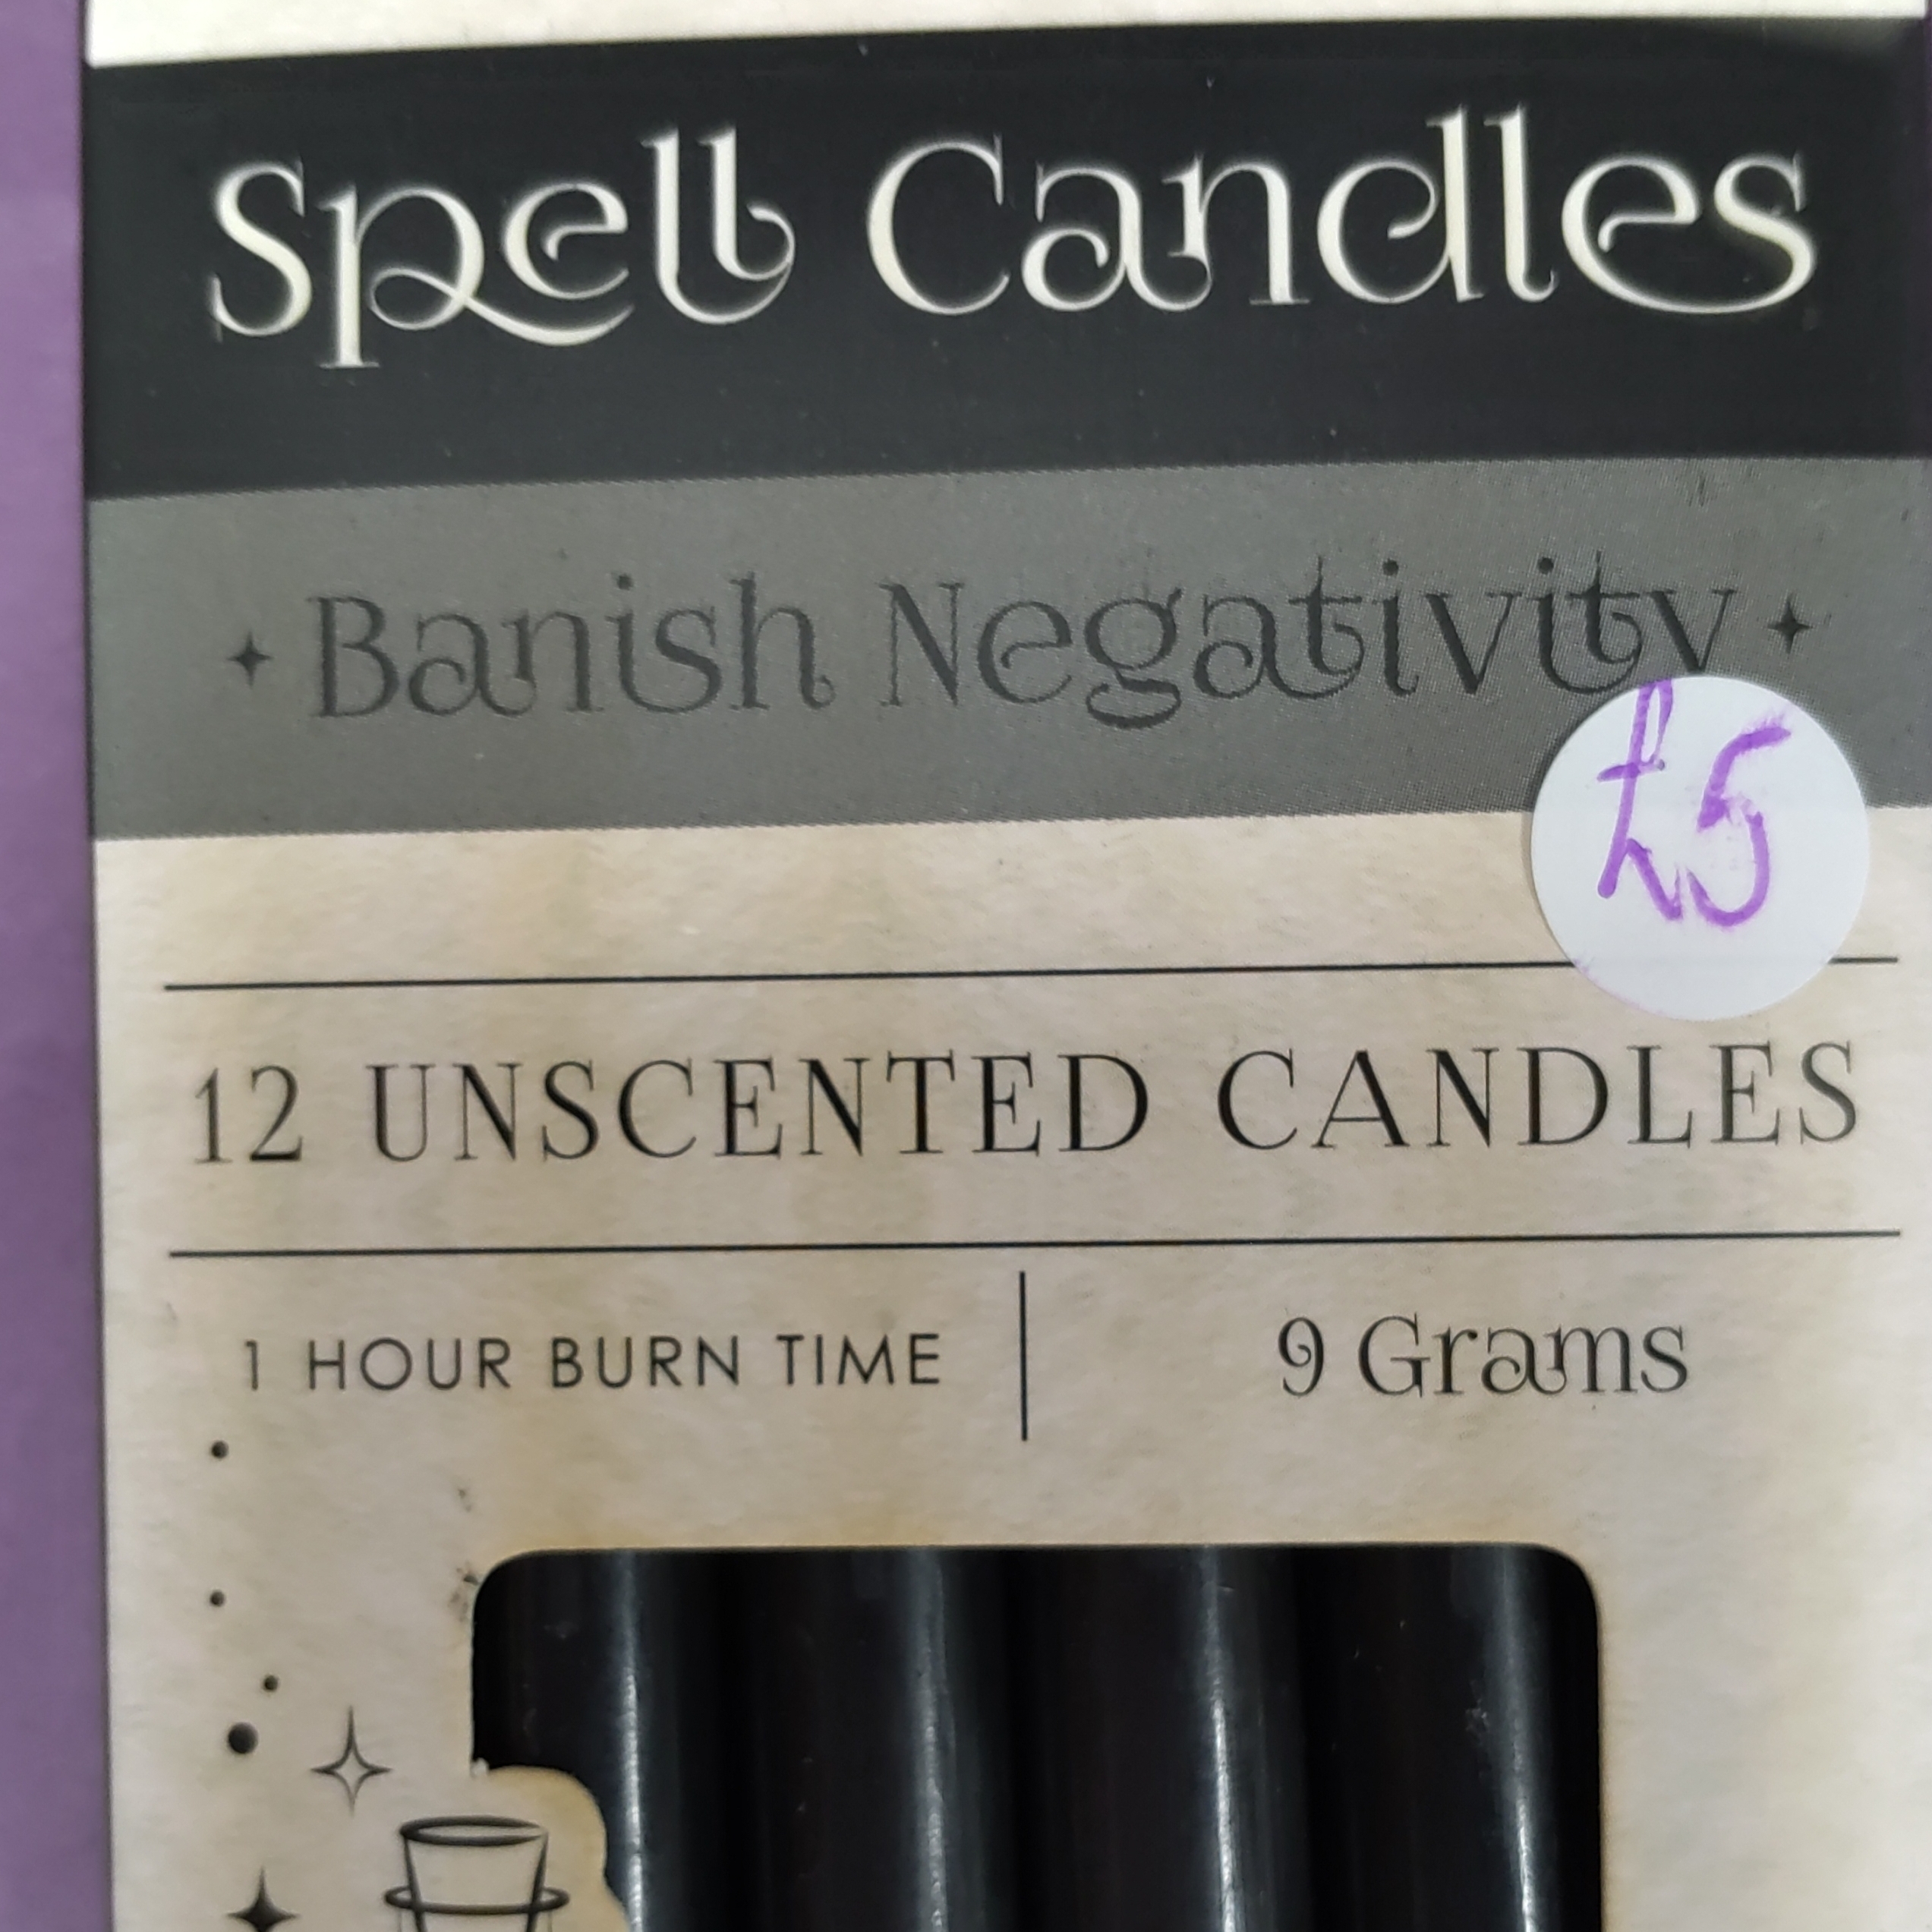 Spell Candles
Banish Negativity
£5
12 UNSCENTED CANDLES
1 HOUR BURN TIME
9 Grams